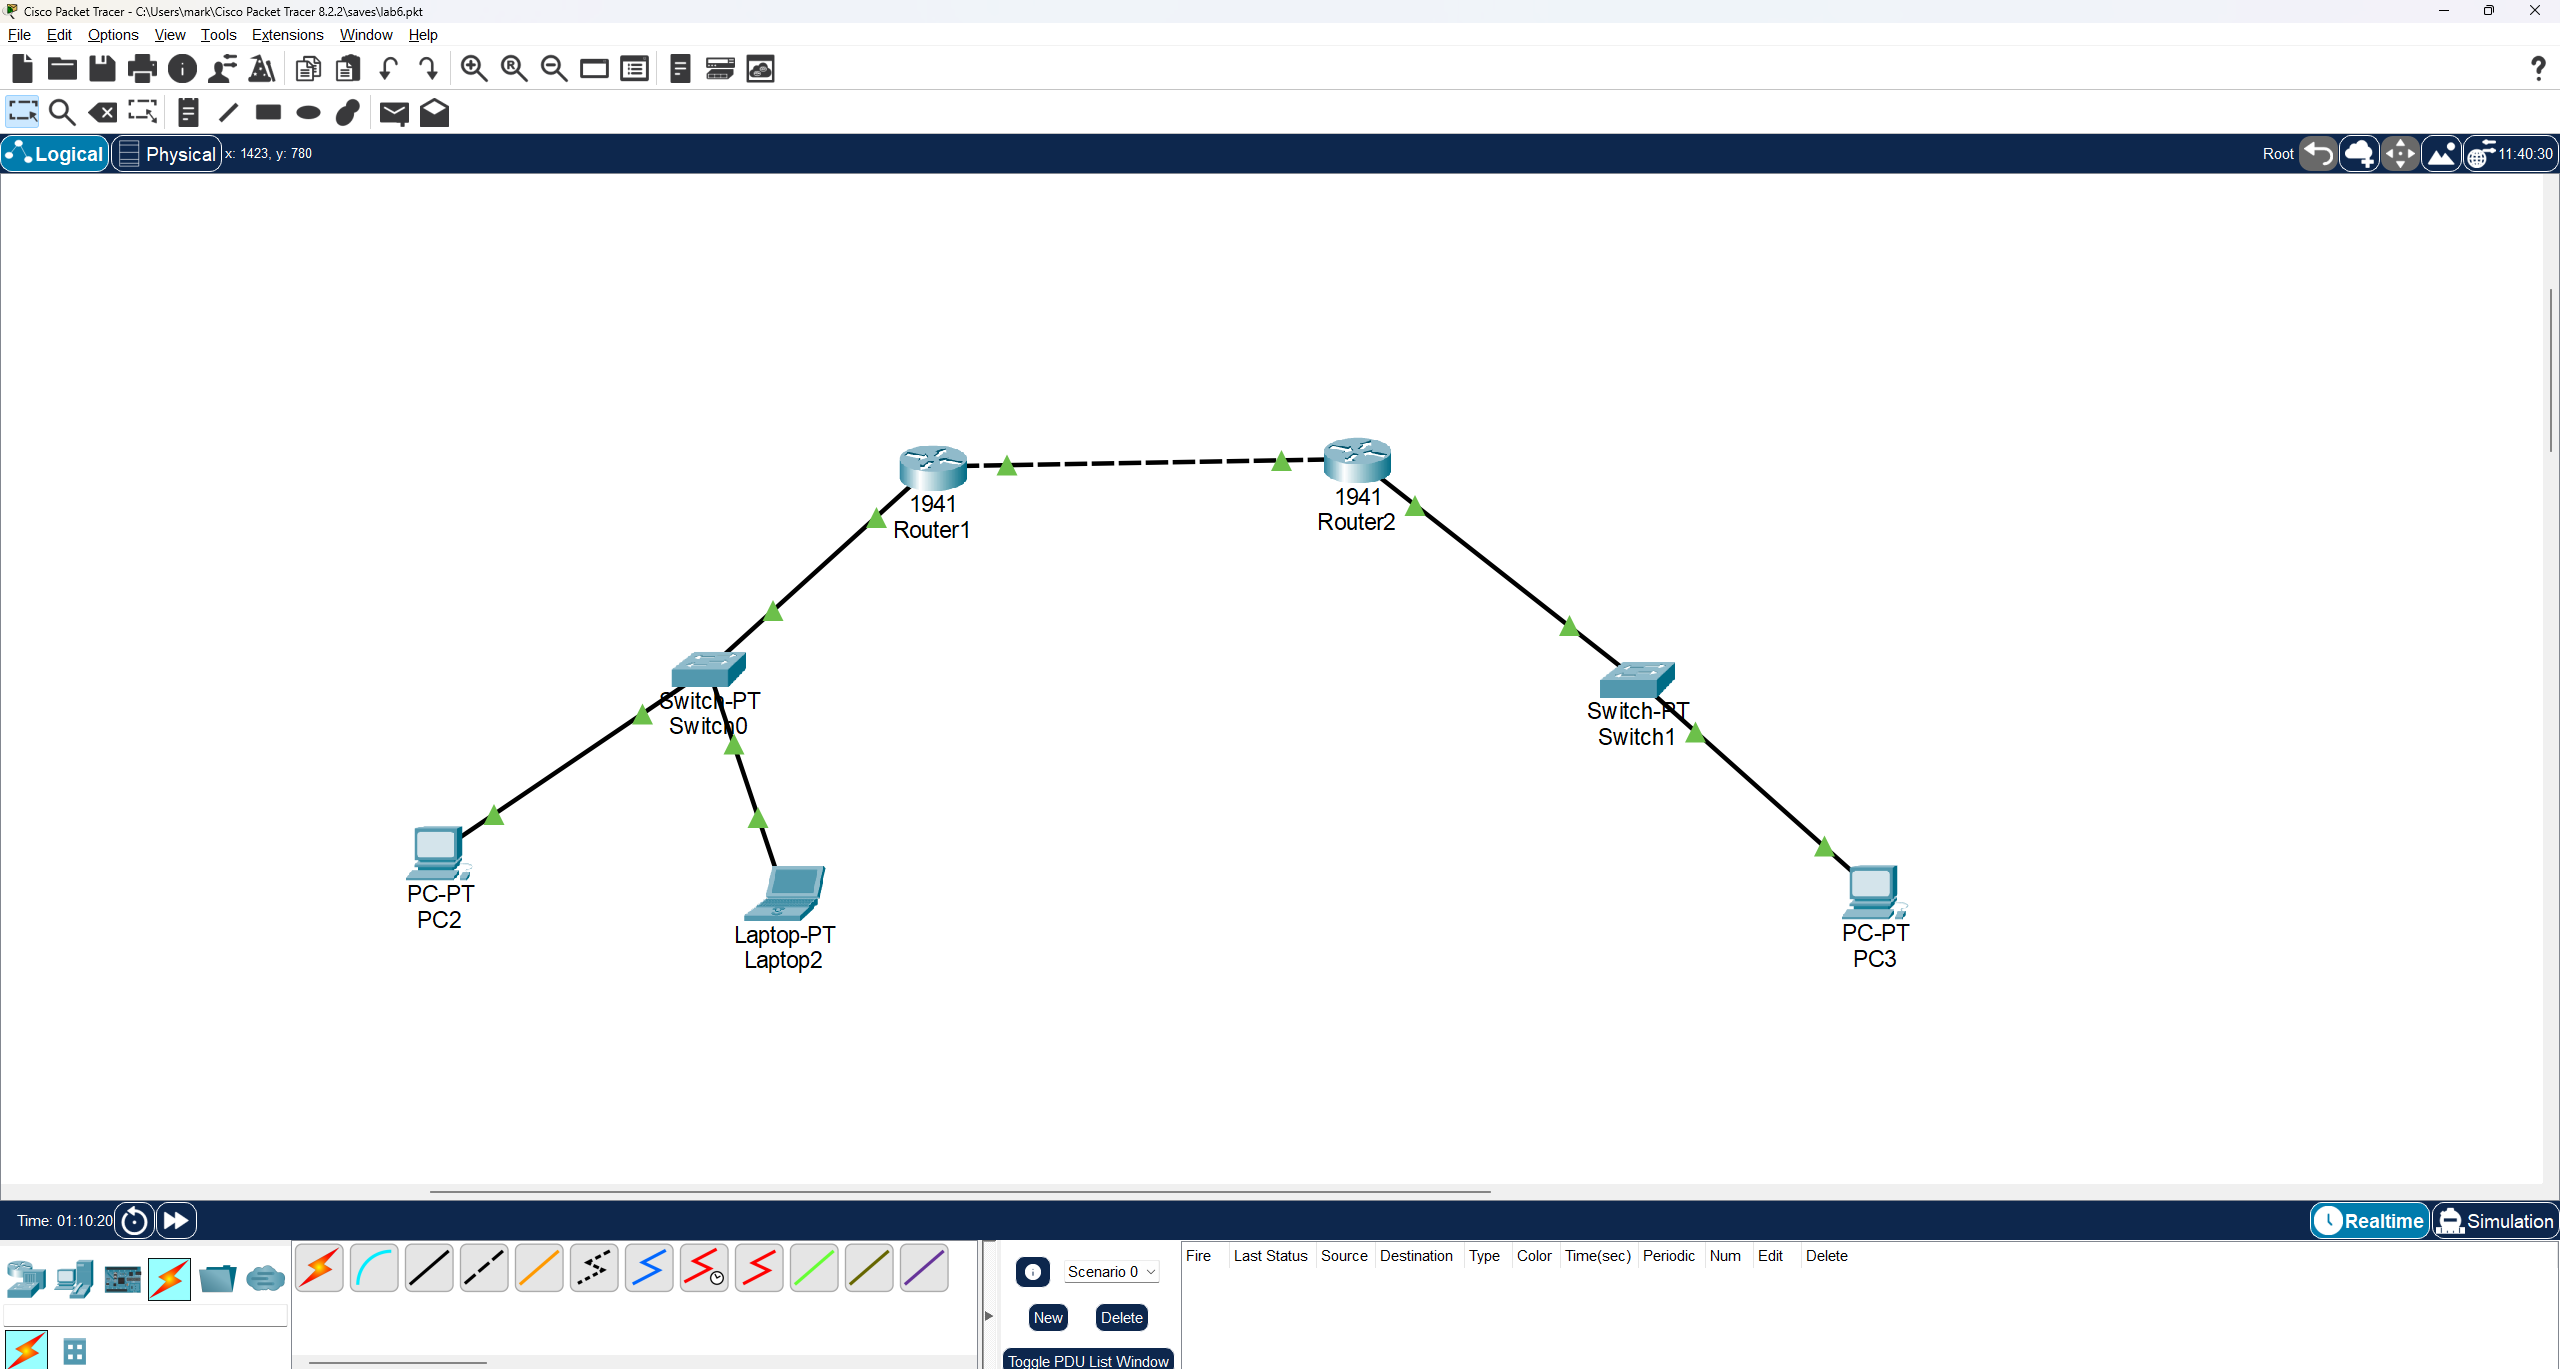 Cisco Packet Tracer - C:\Users\mark\Cisco Packet Tracer 8.2.2\saves\lab6.pkt
File Edit Options View Tools Extensions Window Help
Logical Physical x: 1423, y: 780 Root 11:40:30
1941
Router1
1941
Router2
Switch-PT
Switch0
Switch-PT
Switch1
PC-PT
PC2
Laptop-PT
Laptop2
PC-PT
PC3
Time: 01:10:20 Realtime Simulation
Scenario 0
New Delete
Toggle PDU List Window
Fire Last Status Source Destination Type Color Time(sec) Periodic Num Edit Delete